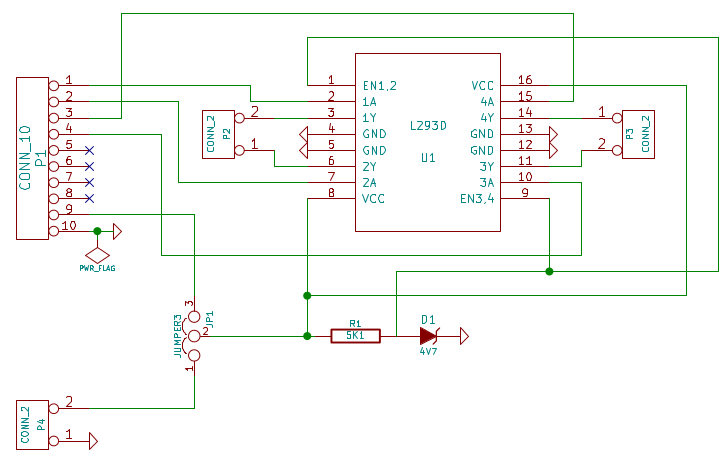 CONN_10
P1
1
2
3
4
5
6
7
8
9
10
PWR_FLAG
CONN_2
P2
2
1
L293D
U1
1 EN1,2
2 1A
3 1Y
4 GND
5 GND
6 2Y
7 2A
8 VCC
VCC 16
4A 15
4Y 14
GND 13
GND 12
3Y 11
3A 10
EN3,4 9
1
2
P3
CONN_2
JUMPER3
JP1
3
2
1
R1
5K1
D1
4V7
CONN_2
P4
2
1